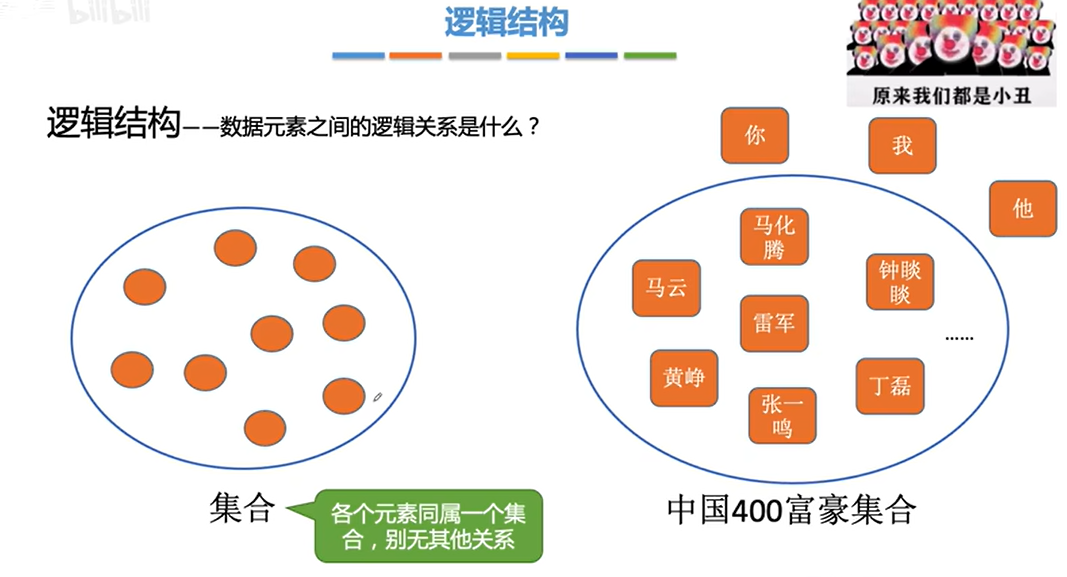 bilibili
逻辑结构
原来我们都是小丑
逻辑结构——数据元素之间的逻辑关系是什么？
你
我
他
马化
腾
马云
钟睒
睒
雷军
……
黄峥
丁磊
张一
鸣
集合
各个元素同属一个集
合，别无其他关系
中国400富豪集合